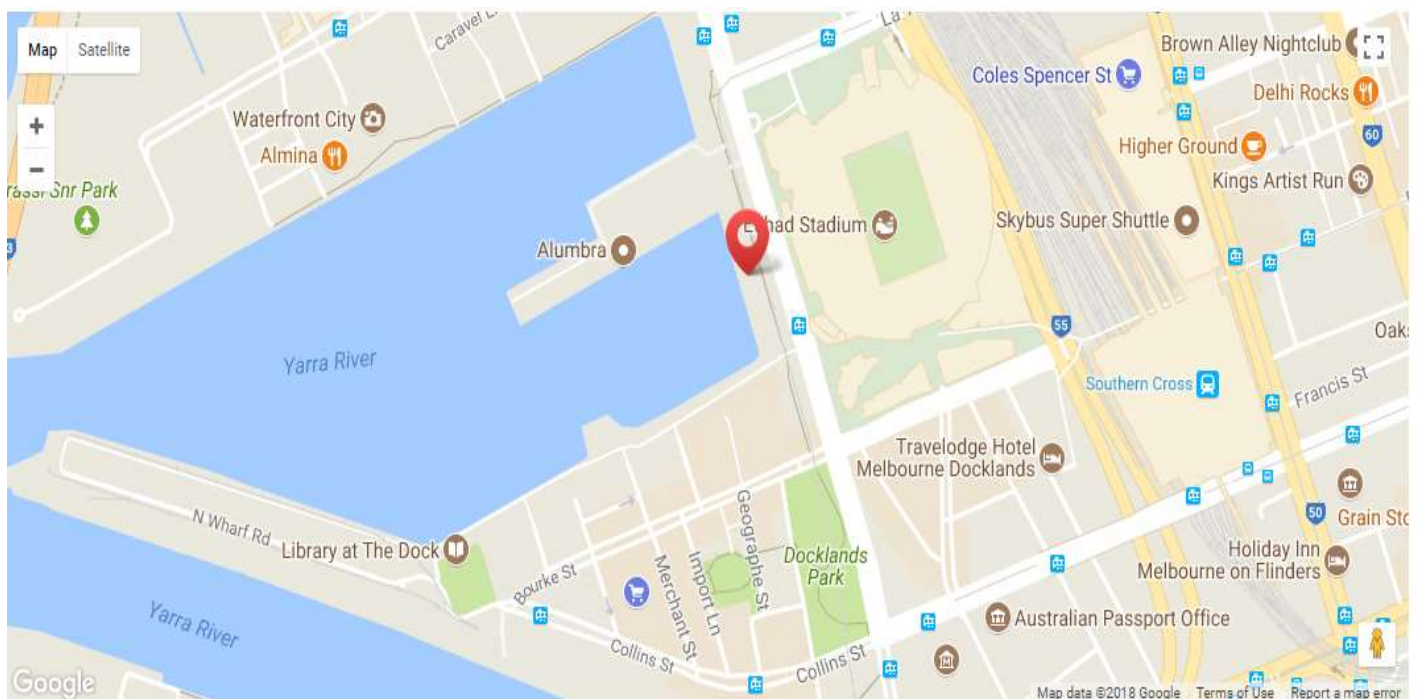 Map
Satellite
Caravel
La
Brown Alley Nightclub
Coles Spencer St
Delhi Rocks
+
60
Waterfront City
Almina
Higher Ground
−
Snr Park
Kings Artist Run
Skybus Super Shuttle
had Stadium
Alumbra
55
Oak
Yarra River
Southern Cross
Francis St
Travelodge Hotel
Melbourne Docklands
50
Grain
N Wharf Rd
Library at The Dock
Geographe St
Docklands
Park
Holiday Inn
Melbourne on Flinders
Bourke St
Merchant St
Import Ln
Yarra River
Australian Passport Office
Collins St
Collins St
M
Google
Map data ©2018 Google
Terms of Use
Report a map error